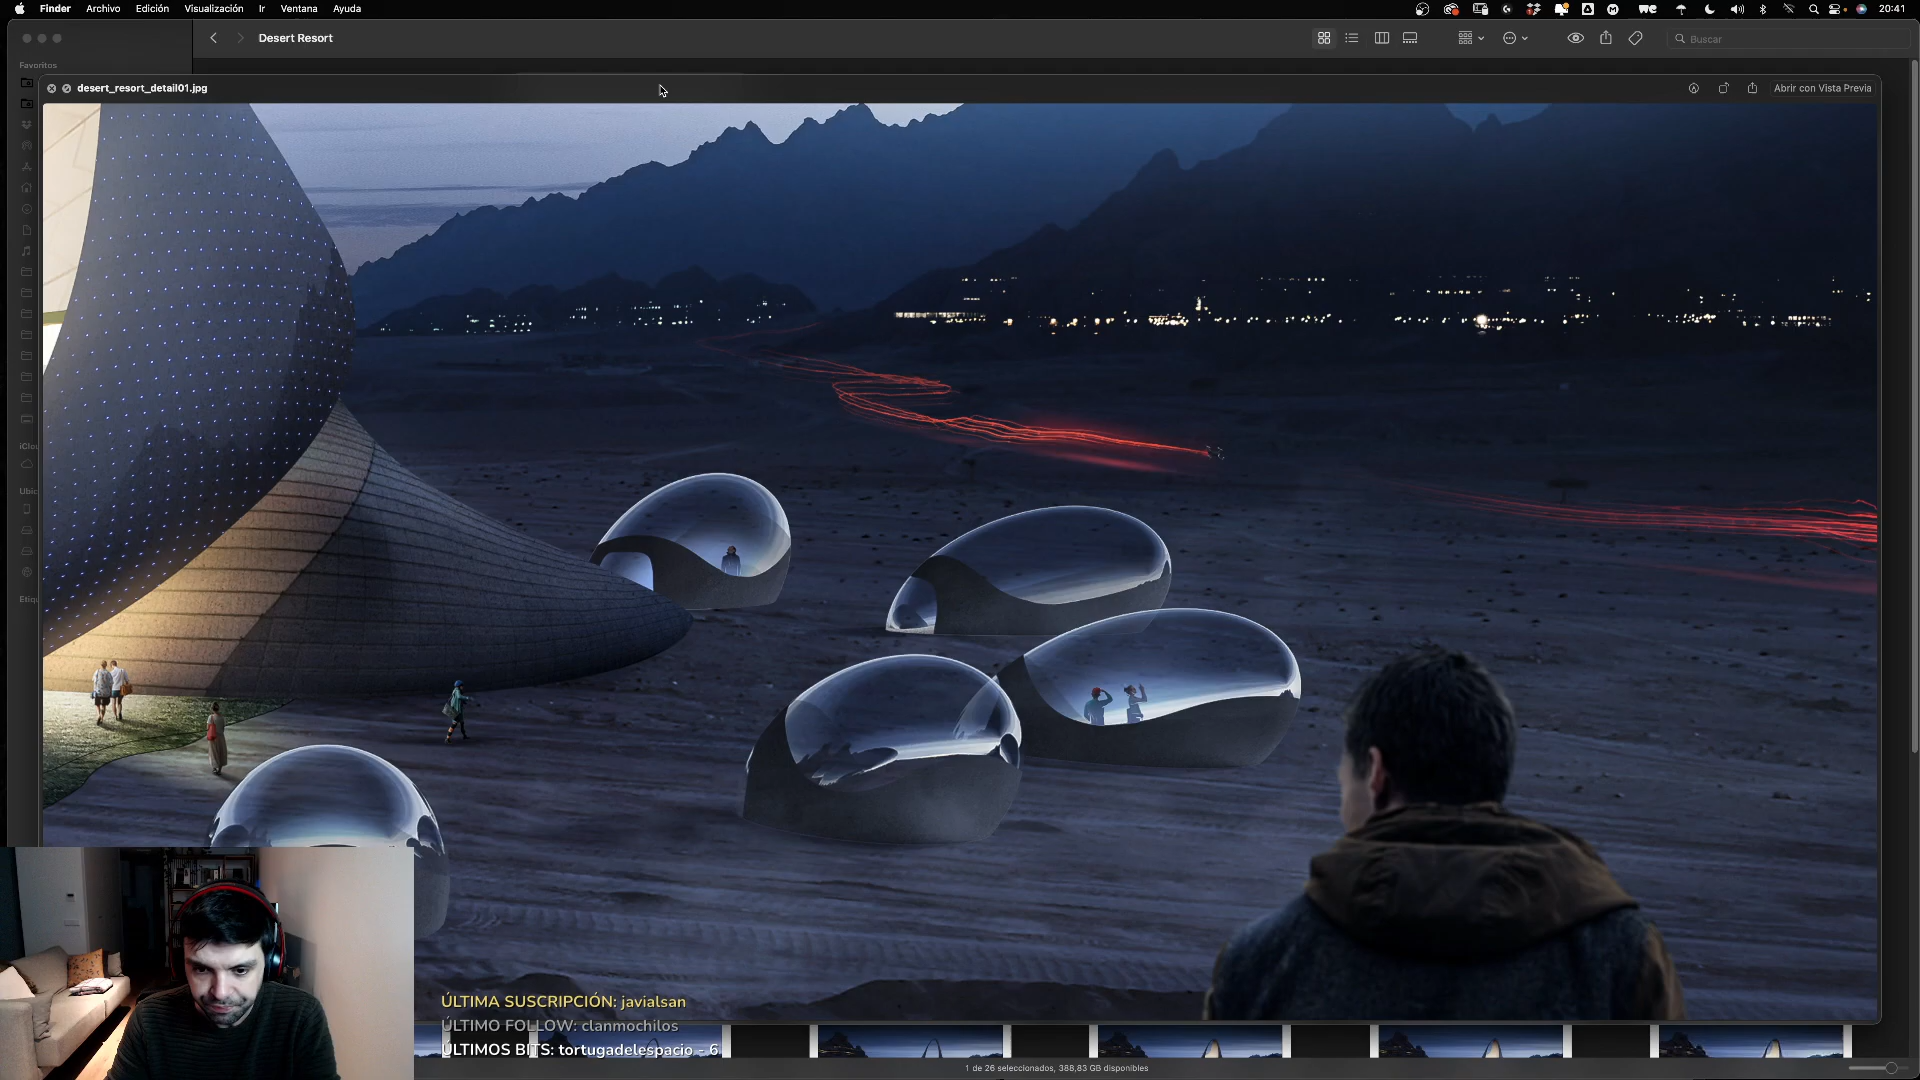 Finder Archivo Edición Visualización Ir Ventana Ayuda 20:41
Desert Resort Buscar
Favoritos
desert_resort_detail01.jpg Abrir con Vista Previa
Etiqu
ÚLTIMA SUSCRIPCIÓN: javialsan
ÚLTIMO FOLLOW: clanmochilos
ÚLTIMOS BITS: tortugadelespacio - 6
1 de 26 seleccionados, 388,83 GB disponibles